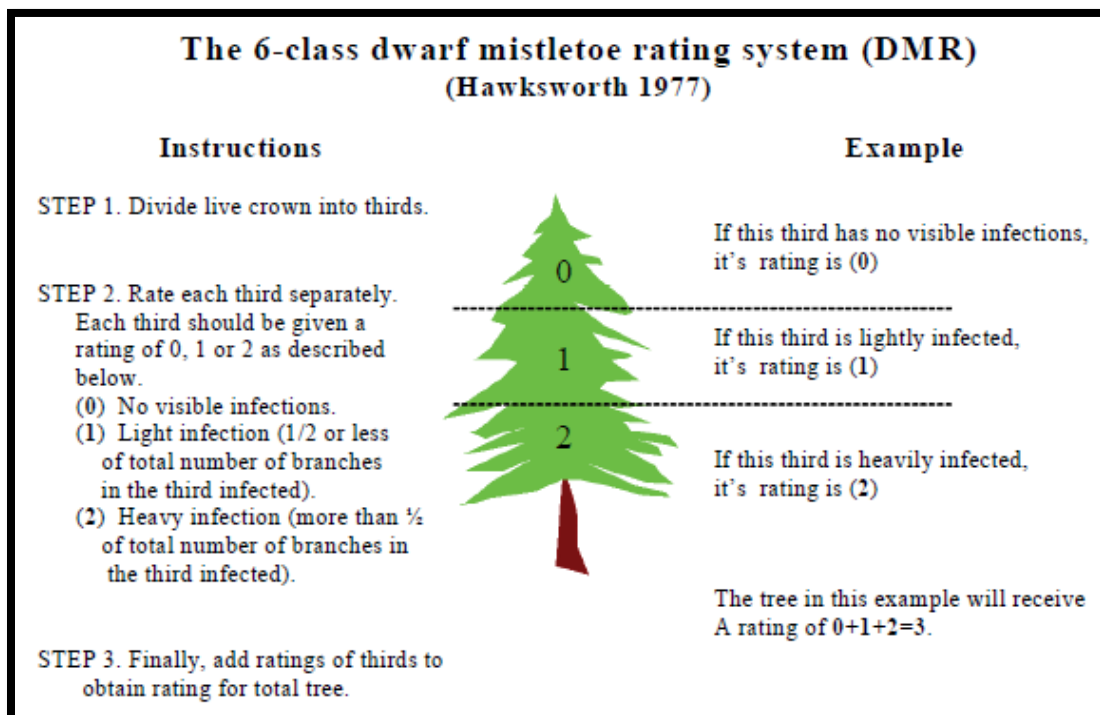 The 6-class dwarf mistletoe rating system (DMR)
(Hawksworth 1977)
Instructions
STEP 1. Divide live crown into thirds.
STEP 2. Rate each third separately.
Each third should be given a
rating of 0, 1 or 2 as described
below.
(0) No visible infections.
(1) Light infection (1/2 or less
of total number of branches
in the third infected).
(2) Heavy infection (more than ½
of total number of branches in
the third infected).
STEP 3. Finally, add ratings of thirds to
obtain rating for total tree.
0
1
2
Example
If this third has no visible infections,
it's rating is (0)
If this third is lightly infected,
it's rating is (1)
If this third is heavily infected,
it's rating is (2)
The tree in this example will receive
A rating of 0+1+2=3.